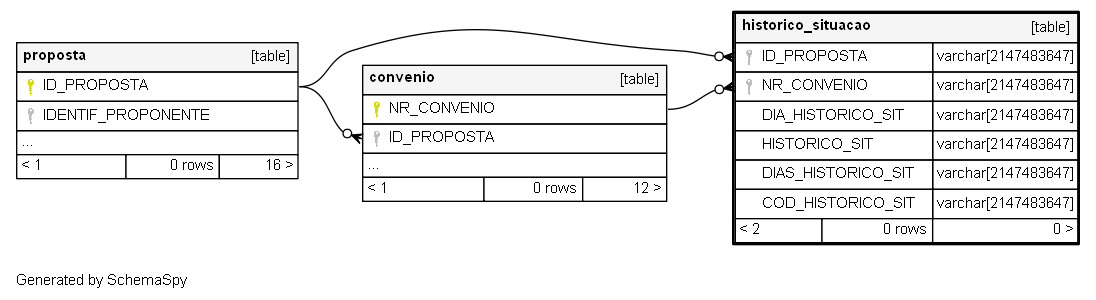 proposta [table]
ID_PROPOSTA
IDENTIF_PROPONENTE
...
< 1 0 rows 16 >
convenio [table]
NR_CONVENIO
ID_PROPOSTA
...
< 1 0 rows 12 >
historico_situacao [table]
ID_PROPOSTA varchar[2147483647]
NR_CONVENIO varchar[2147483647]
DIA_HISTORICO_SIT varchar[2147483647]
HISTORICO_SIT varchar[2147483647]
DIAS_HISTORICO_SIT varchar[2147483647]
COD_HISTORICO_SIT varchar[2147483647]
< 2 0 rows 0 >
Generated by SchemaSpy